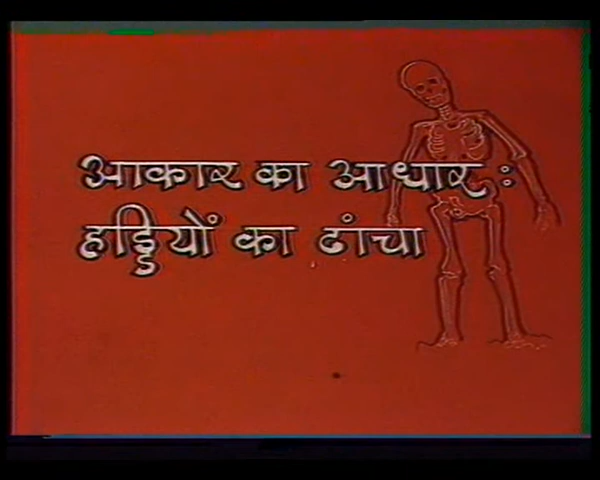 आकार का आधार :
हड्डियों का ढांचा